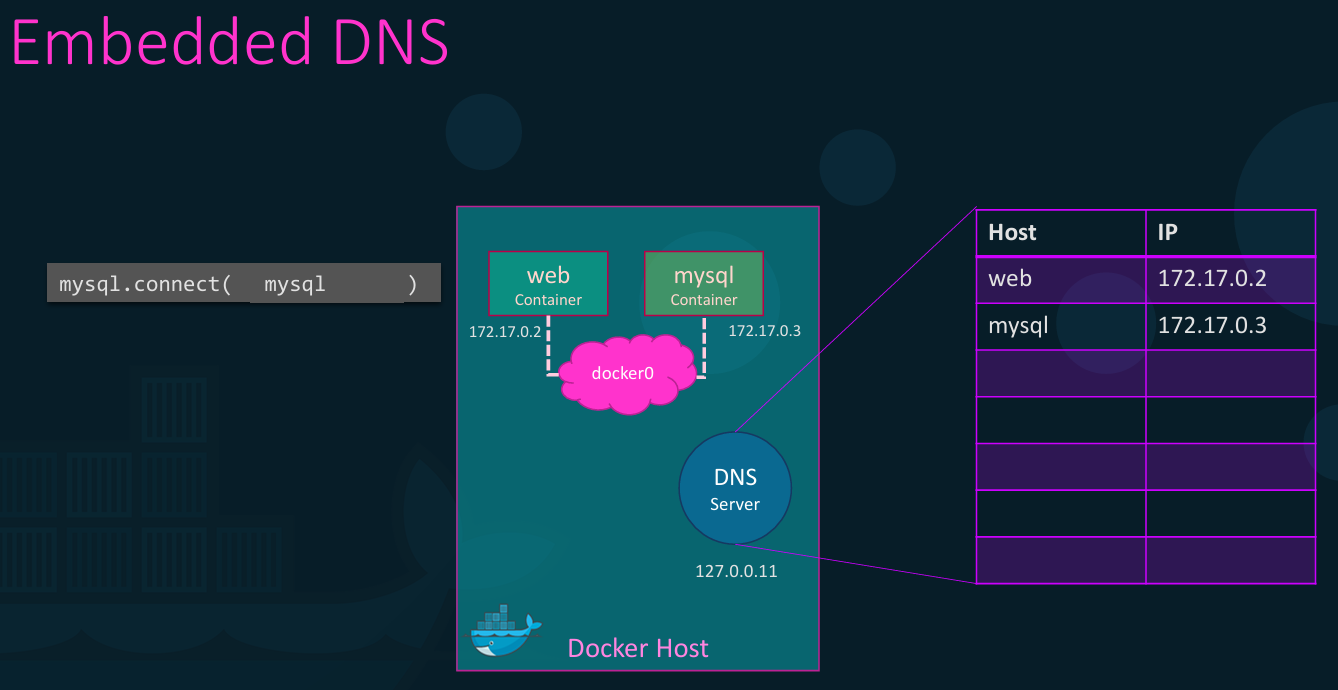 Embedded DNS
mysql.connect( mysql )
web
Container
mysql
Container
172.17.0.2
172.17.0.3
docker0
DNS
Server
127.0.0.11
Docker Host
Host IP
web 172.17.0.2
mysql 172.17.0.3